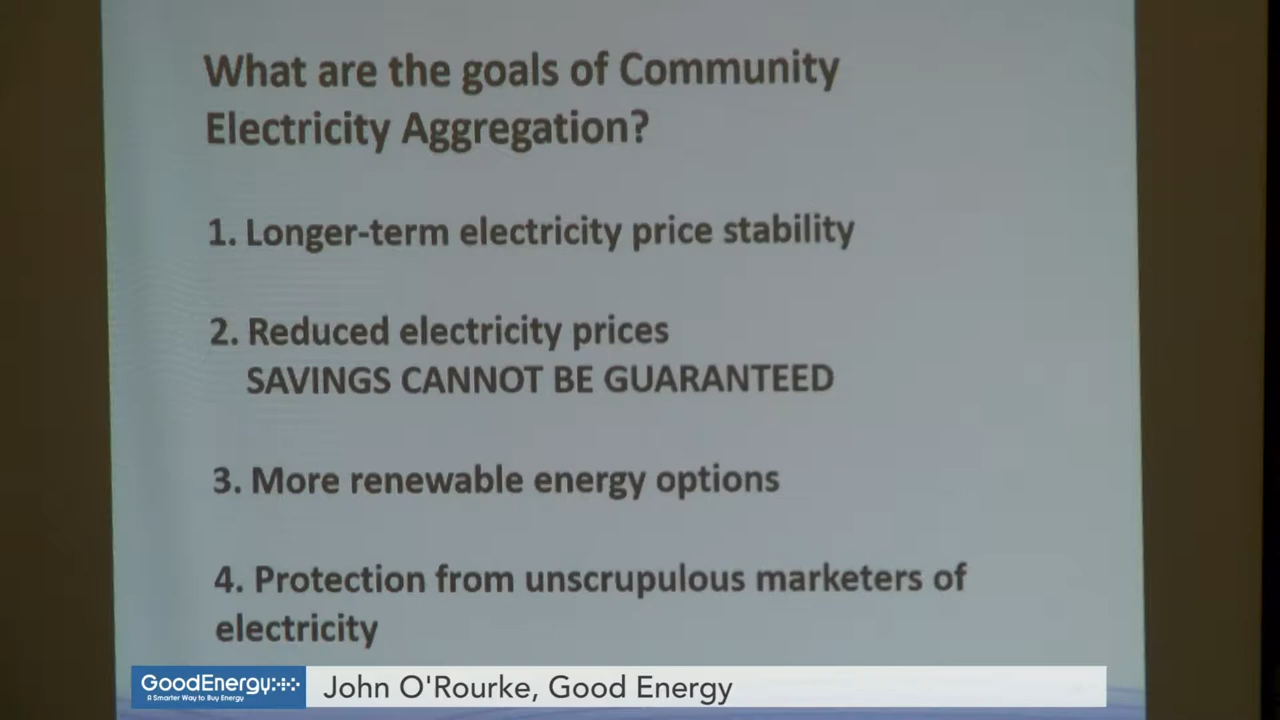 What are the goals of Community
Electricity Aggregation?
1. Longer-term electricity price stability
2. Reduced electricity prices
SAVINGS CANNOT BE GUARANTEED
3. More renewable energy options
4. Protection from unscrupulous marketers of
electricity
GoodEnergy
A Smarter Way to Buy Energy
John O'Rourke, Good Energy